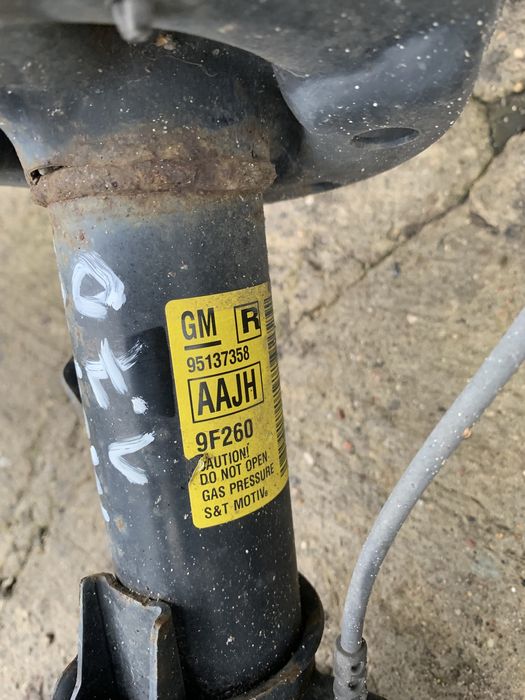 GM R
95137358
AAJH
9F260
CAUTION!
DO NOT OPEN
GAS PRESSURE
S&T MOTIV.